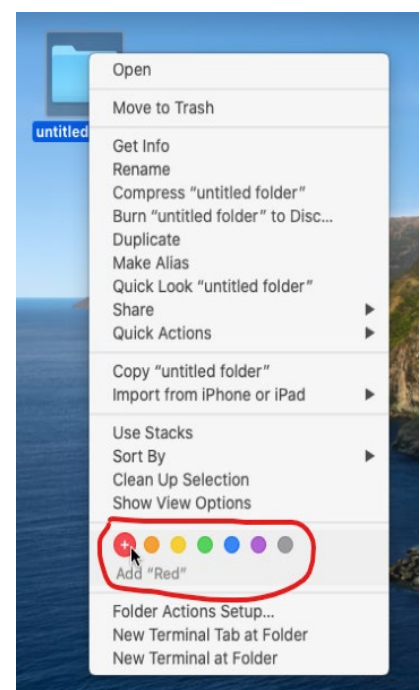 Open
Move to Trash
untitled
Get Info
Rename
Compress “untitled folder”
Burn “untitled folder” to Disc...
Duplicate
Make Alias
Quick Look “untitled folder”
Share
Quick Actions
Copy “untitled folder”
Import from iPhone or iPad
Use Stacks
Sort By
Clean Up Selection
Show View Options
Add “Red”
Folder Actions Setup...
New Terminal Tab at Folder
New Terminal at Folder